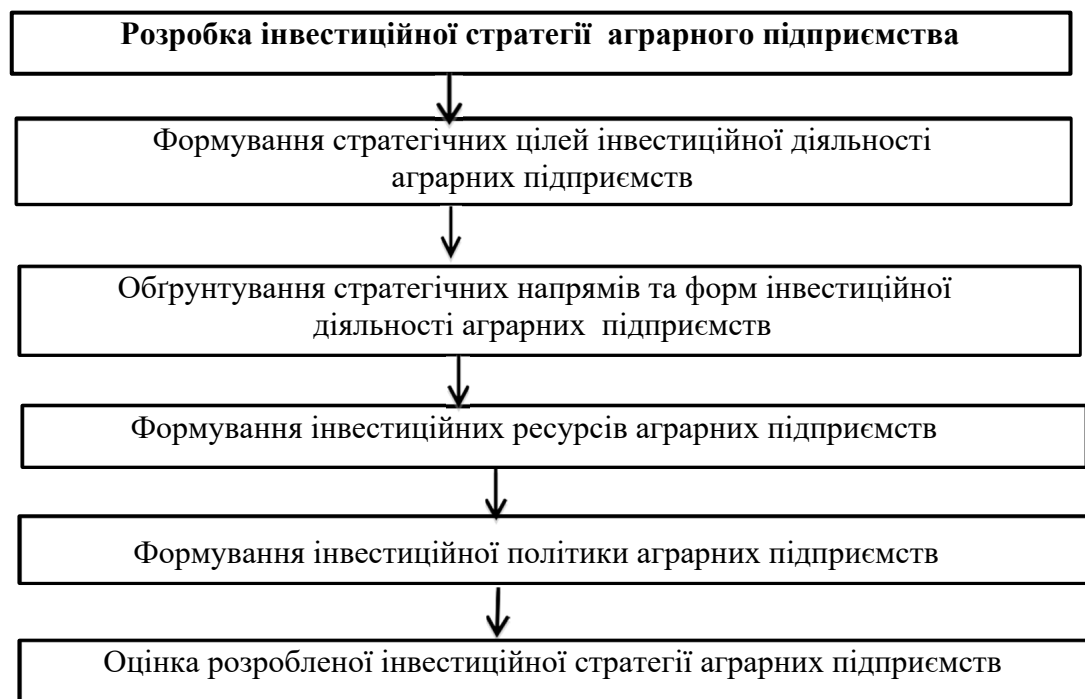 Розробка інвестиційної стратегії аграрного підприємства
Формування стратегічних цілей інвестиційної діяльності
аграрних підприємств
Обґрунтування стратегічних напрямів та форм інвестиційної
діяльності аграрних підприємств
Формування інвестиційних ресурсів аграрних підприємств
Формування інвестиційної політики аграрних підприємств
Оцінка розробленої інвестиційної стратегії аграрних підприємств